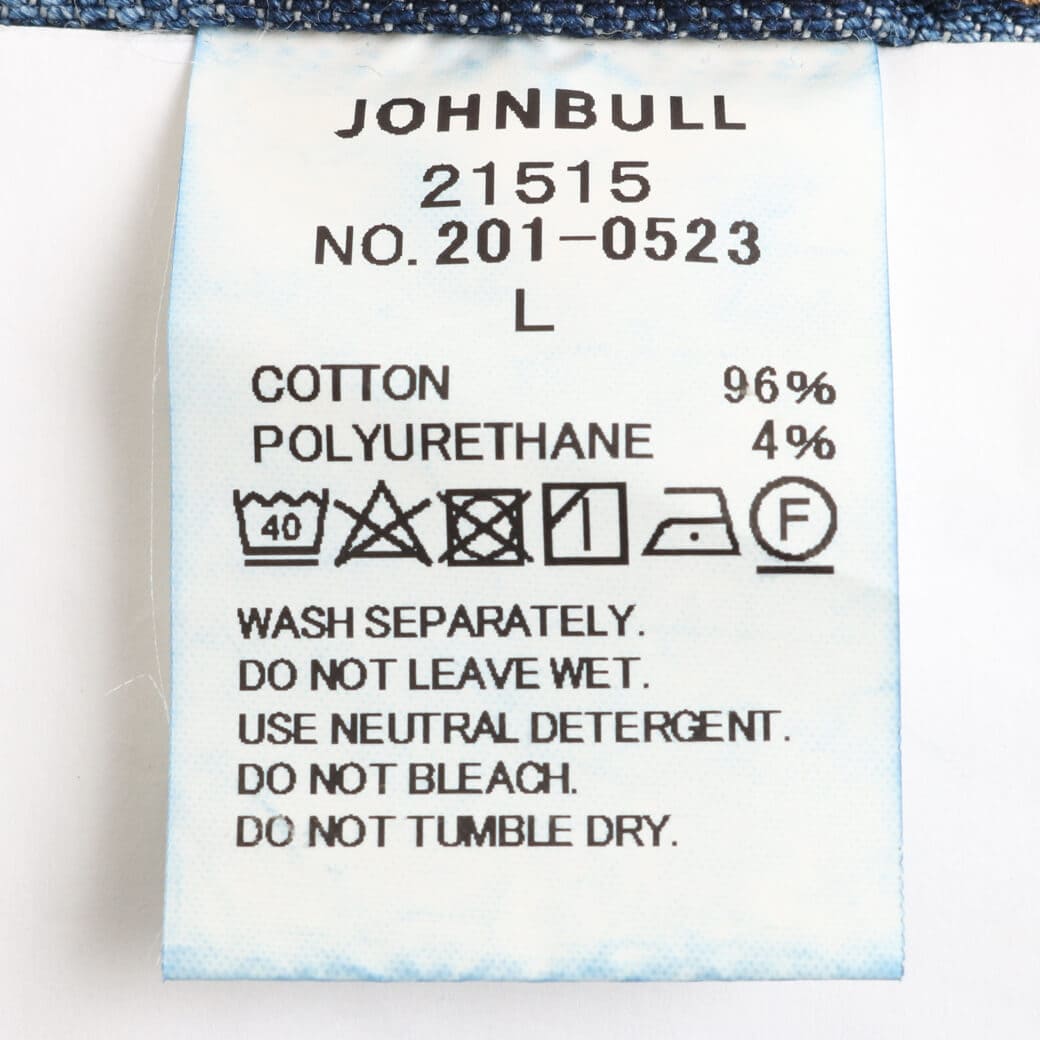 JOHNBULL
21515
NO. 201-0523
L
COTTON 96%
POLYURETHANE 4%
40 F
WASH SEPARATELY.
DO NOT LEAVE WET.
USE NEUTRAL DETERGENT.
DO NOT BLEACH.
DO NOT TUMBLE DRY.